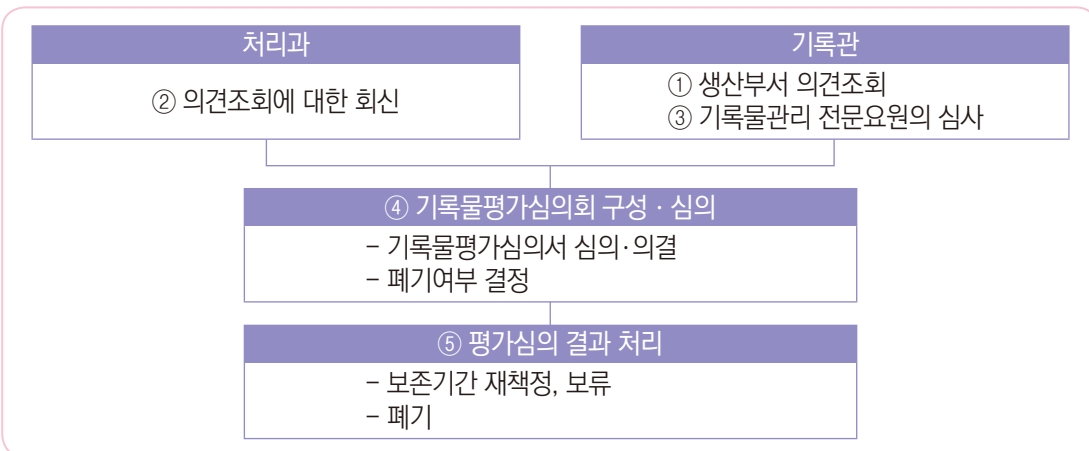 처리과
② 의견조회에 대한 회신
기록관
① 생산부서 의견조회
③ 기록물관리 전문요원의 심사
④ 기록물평가심의회 구성 · 심의
- 기록물평가심의서 심의·의결
- 폐기여부 결정
⑤ 평가심의 결과 처리
- 보존기간 재책정, 보류
- 폐기